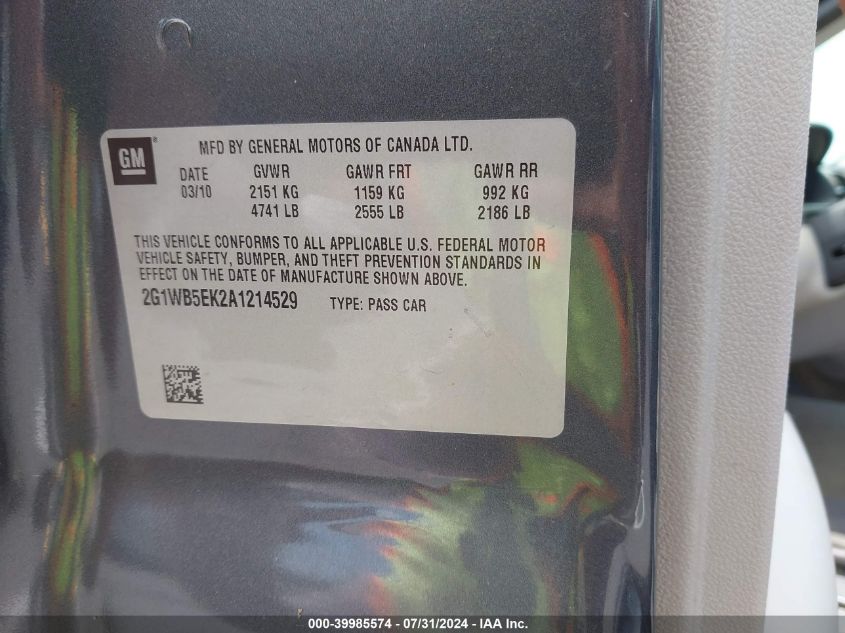 GM
MFD BY GENERAL MOTORS OF CANADA LTD.
DATE GVWR GAWR FRT GAWR RR
03/10 2151 KG 1159 KG 992 KG
4741 LB 2555 LB 2186 LB
THIS VEHICLE CONFORMS TO ALL APPLICABLE U.S. FEDERAL MOTOR
VEHICLE SAFETY, BUMPER, AND THEFT PREVENTION STANDARDS IN
EFFECT ON THE DATE OF MANUFACTURE SHOWN ABOVE.
2G1WB5EK2A1214529 TYPE: PASS CAR
000-39985574 - 07/31/2024 - IAA Inc.